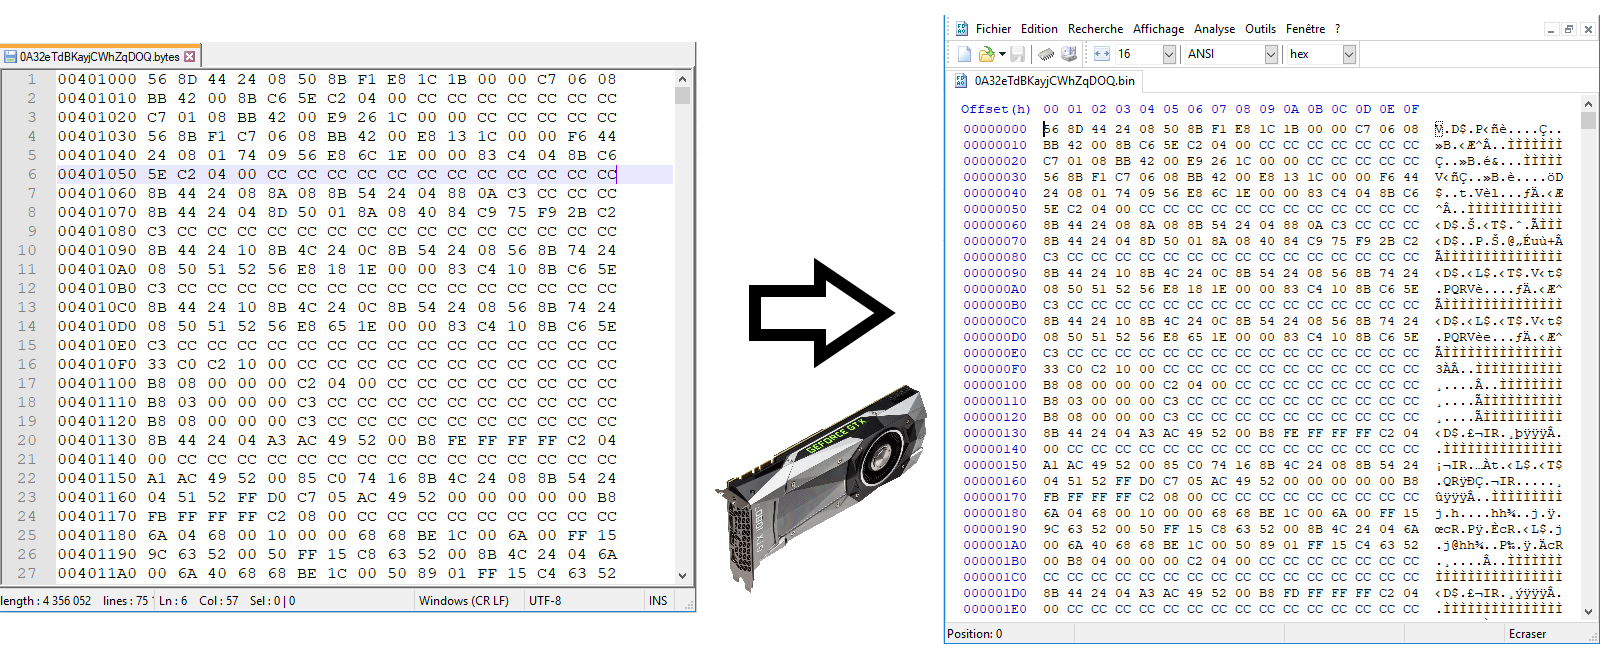 0A32eTdBKayjCWhZqDOQ.bytes
1 00401000 56 8D 44 24 08 50 8B F1 E8 1C 1B 00 00 C7 06 08
2 00401010 BB 42 00 8B C6 5E C2 04 00 CC CC CC CC CC CC CC
3 00401020 C7 01 08 BB 42 00 E9 26 1C 00 00 CC CC CC CC CC
4 00401030 56 8B F1 C7 06 08 BB 42 00 E8 13 1C 00 00 F6 44
5 00401040 24 08 01 74 09 56 E8 6C 1E 00 00 83 C4 04 8B C6
6 00401050 5E C2 04 00 CC CC CC CC CC CC CC CC CC CC CC CC
7 00401060 8B 44 24 08 8A 08 8B 54 24 04 88 0A C3 CC CC CC
8 00401070 8B 44 24 04 8D 50 01 8A 08 40 84 C9 75 F9 2B C2
9 00401080 C3 CC CC CC CC CC CC CC CC CC CC CC CC CC CC CC
10 00401090 8B 44 24 10 8B 4C 24 0C 8B 54 24 08 56 8B 74 24
11 004010A0 08 50 51 52 56 E8 18 1E 00 00 83 C4 10 8B C6 5E
12 004010B0 C3 CC CC CC CC CC CC CC CC CC CC CC CC CC CC CC
13 004010C0 8B 44 24 10 8B 4C 24 0C 8B 54 24 08 56 8B 74 24
14 004010D0 08 50 51 52 56 E8 65 1E 00 00 83 C4 10 8B C6 5E
15 004010E0 C3 CC CC CC CC CC CC CC CC CC CC CC CC CC CC CC
16 004010F0 33 C0 C2 10 00 CC CC CC CC CC CC CC CC CC CC CC
17 00401100 B8 08 00 00 00 C2 04 00 CC CC CC CC CC CC CC CC
18 00401110 B8 03 00 00 00 C3 CC CC CC CC CC CC CC CC CC CC
19 00401120 B8 08 00 00 00 C3 CC CC CC CC CC CC CC CC CC CC
20 00401130 8B 44 24 04 A3 AC 49 52 00 B8 FE FF FF FF C2 04
21 00401140 00 CC CC CC CC CC CC CC CC CC CC CC CC CC CC CC
22 00401150 A1 AC 49 52 00 85 C0 74 16 8B 4C 24 08 8B 54 24
23 00401160 04 51 52 FF D0 C7 05 AC 49 52 00 00 00 00 00 B8
24 00401170 FB FF FF FF C2 08 00 CC CC CC CC CC CC CC CC CC
25 00401180 6A 04 68 00 10 00 00 68 68 BE 1C 00 6A 00 FF 15
26 00401190 9C 63 52 00 50 FF 15 C8 63 52 00 8B 4C 24 04 6A
27 004011A0 00 6A 40 68 68 BE 1C 00 50 89 01 FF 15 C4 63 52
length : 4 356 052 lines : 75 Ln : 6 Col : 57 Sel : 0 | 0 Windows (CR LF) UTF-8 INS
GEFORCE GTX
GTX 1080
Fichier Edition Recherche Affichage Analyse Outils Fenêtre ?
16 ANSI hex
0A32eTdBKayjCWhZqDOQ.bin
Offset(h) 00 01 02 03 04 05 06 07 08 09 0A 0B 0C 0D 0E 0F
00000000 56 8D 44 24 08 50 8B F1 E8 1C 1B 00 00 C7 06 08 V.D$.P‹ñè....Ç..
00000010 BB 42 00 8B C6 5E C2 04 00 CC CC CC CC CC CC CC »B.‹Æ^Â..ÌÌÌÌÌÌÌ
00000020 C7 01 08 BB 42 00 E9 26 1C 00 00 CC CC CC CC CC Ç..»B.é&...ÌÌÌÌÌ
00000030 56 8B F1 C7 06 08 BB 42 00 E8 13 1C 00 00 F6 44 V‹ñÇ..»B.è....öD
00000040 24 08 01 74 09 56 E8 6C 1E 00 00 83 C4 04 8B C6 $..t.Vèl...ƒÄ.‹Æ
00000050 5E C2 04 00 CC CC CC CC CC CC CC CC CC CC CC CC ^Â..ÌÌÌÌÌÌÌÌÌÌÌÌ
00000060 8B 44 24 08 8A 08 8B 54 24 04 88 0A C3 CC CC CC ‹D$.Š.‹T$.ˆ.ÃÌÌÌ
00000070 8B 44 24 04 8D 50 01 8A 08 40 84 C9 75 F9 2B C2 ‹D$..P.Š.@„Éuù+Â
00000080 C3 CC CC CC CC CC CC CC CC CC CC CC CC CC CC CC ÃÌÌÌÌÌÌÌÌÌÌÌÌÌÌÌ
00000090 8B 44 24 10 8B 4C 24 0C 8B 54 24 08 56 8B 74 24 ‹D$.‹L$.‹T$.V‹t$
000000A0 08 50 51 52 56 E8 18 1E 00 00 83 C4 10 8B C6 5E .PQRVè....ƒÄ.‹Æ^
000000B0 C3 CC CC CC CC CC CC CC CC CC CC CC CC CC CC CC ÃÌÌÌÌÌÌÌÌÌÌÌÌÌÌÌ
000000C0 8B 44 24 10 8B 4C 24 0C 8B 54 24 08 56 8B 74 24 ‹D$.‹L$.‹T$.V‹t$
000000D0 08 50 51 52 56 E8 65 1E 00 00 83 C4 10 8B C6 5E .PQRVèe...ƒÄ.‹Æ^
000000E0 C3 CC CC CC CC CC CC CC CC CC CC CC CC CC CC CC ÃÌÌÌÌÌÌÌÌÌÌÌÌÌÌÌ
000000F0 33 C0 C2 10 00 CC CC CC CC CC CC CC CC CC CC CC 3ÀÂ..ÌÌÌÌÌÌÌÌÌÌÌ
00000100 B8 08 00 00 00 C2 04 00 CC CC CC CC CC CC CC CC ¸....Â..ÌÌÌÌÌÌÌÌ
00000110 B8 03 00 00 00 C3 CC CC CC CC CC CC CC CC CC CC ¸....ÃÌÌÌÌÌÌÌÌÌÌ
00000120 B8 08 00 00 00 C3 CC CC CC CC CC CC CC CC CC CC ¸....ÃÌÌÌÌÌÌÌÌÌÌ
00000130 8B 44 24 04 A3 AC 49 52 00 B8 FE FF FF FF C2 04 ‹D$.£¬IR.¸þÿÿÿÂ.
00000140 00 CC CC CC CC CC CC CC CC CC CC CC CC CC CC CC .ÌÌÌÌÌÌÌÌÌÌÌÌÌÌÌ
00000150 A1 AC 49 52 00 85 C0 74 16 8B 4C 24 08 8B 54 24 ¡¬IR.…Àt.‹L$.‹T$
00000160 04 51 52 FF D0 C7 05 AC 49 52 00 00 00 00 00 B8 .QRÿÐÇ.¬IR.....¸
00000170 FB FF FF FF C2 08 00 CC CC CC CC CC CC CC CC CC ûÿÿÿÂ..ÌÌÌÌÌÌÌÌÌ
00000180 6A 04 68 00 10 00 00 68 68 BE 1C 00 6A 00 FF 15 j.h....hh¾..j.ÿ.
00000190 9C 63 52 00 50 FF 15 C8 63 52 00 8B 4C 24 04 6A œcR.Pÿ.ÈcR.‹L$.j
000001A0 00 6A 40 68 68 BE 1C 00 50 89 01 FF 15 C4 63 52 .j@hh¾..P‰.ÿ.ÄcR
000001B0 00 B8 04 00 00 00 C2 04 00 CC CC CC CC CC CC CC .¸....Â..ÌÌÌÌÌÌÌ
000001C0 CC CC CC CC CC CC CC CC CC CC CC CC CC CC CC CC ÌÌÌÌÌÌÌÌÌÌÌÌÌÌÌÌ
000001D0 8B 44 24 04 A3 AC 49 52 00 B8 FD FF FF FF C2 04 ‹D$.£¬IR.¸ýÿÿÿÂ.
000001E0 00 CC CC CC CC CC CC CC CC CC CC CC CC CC CC CC .ÌÌÌÌÌÌÌÌÌÌÌÌÌÌÌ
Position: 0 Ecraser